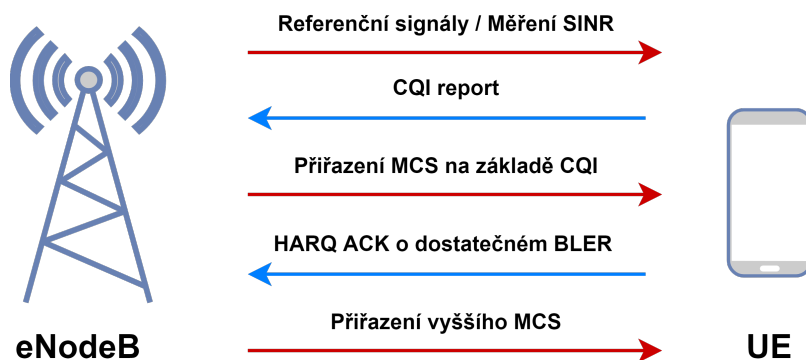 Referenční signály / Měření SINR
CQI report
Přiřazení MCS na základě CQI
HARQ ACK o dostatečném BLER
Přiřazení vyššího MCS
eNodeB
UE